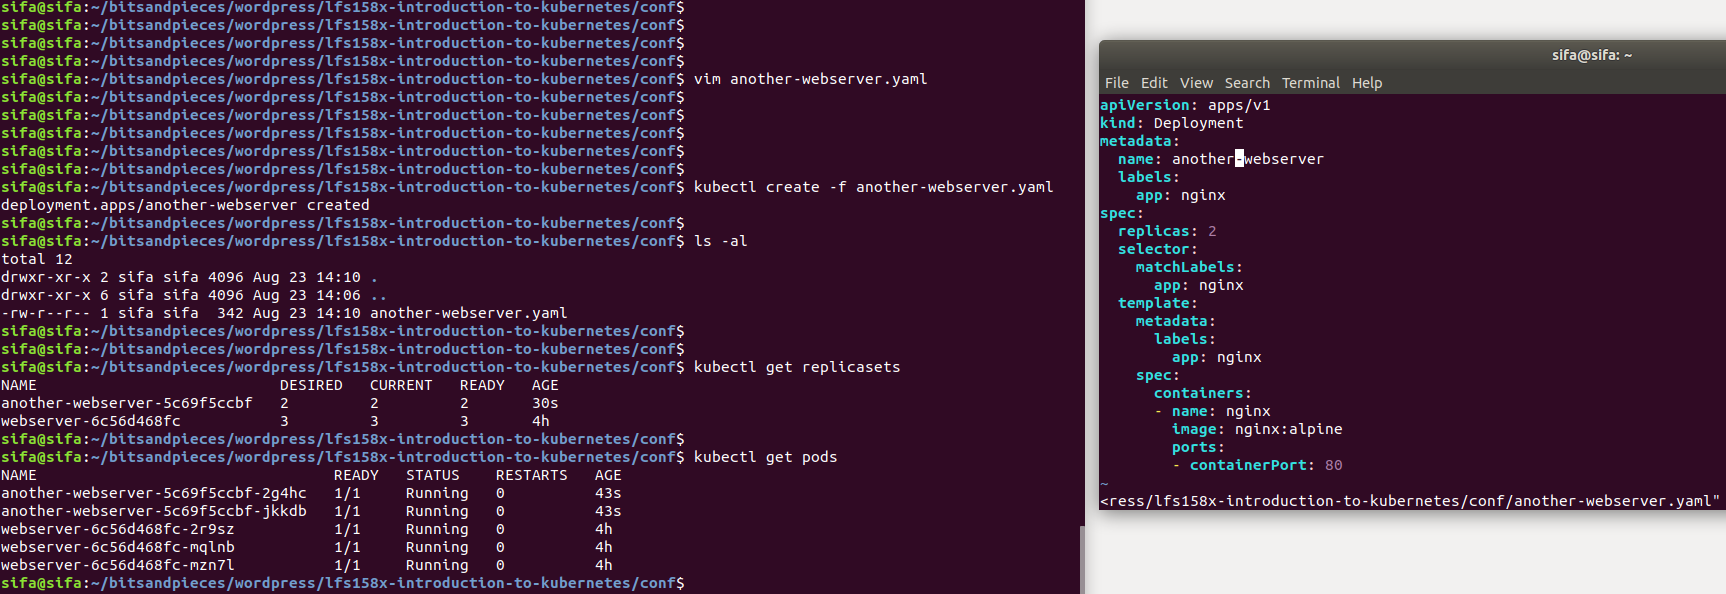 sifa@sifa:~/bitsandpieces/wordpress/lfs158x-introduction-to-kubernetes/conf$
sifa@sifa:~/bitsandpieces/wordpress/lfs158x-introduction-to-kubernetes/conf$
sifa@sifa:~/bitsandpieces/wordpress/lfs158x-introduction-to-kubernetes/conf$
sifa@sifa:~/bitsandpieces/wordpress/lfs158x-introduction-to-kubernetes/conf$
sifa@sifa:~/bitsandpieces/wordpress/lfs158x-introduction-to-kubernetes/conf$ vim another-webserver.yaml
sifa@sifa:~/bitsandpieces/wordpress/lfs158x-introduction-to-kubernetes/conf$
sifa@sifa:~/bitsandpieces/wordpress/lfs158x-introduction-to-kubernetes/conf$
sifa@sifa:~/bitsandpieces/wordpress/lfs158x-introduction-to-kubernetes/conf$
sifa@sifa:~/bitsandpieces/wordpress/lfs158x-introduction-to-kubernetes/conf$
sifa@sifa:~/bitsandpieces/wordpress/lfs158x-introduction-to-kubernetes/conf$
sifa@sifa:~/bitsandpieces/wordpress/lfs158x-introduction-to-kubernetes/conf$ kubectl create -f another-webserver.yaml
deployment.apps/another-webserver created
sifa@sifa:~/bitsandpieces/wordpress/lfs158x-introduction-to-kubernetes/conf$
sifa@sifa:~/bitsandpieces/wordpress/lfs158x-introduction-to-kubernetes/conf$ ls -al
total 12
drwxr-xr-x 2 sifa sifa 4096 Aug 23 14:10 .
drwxr-xr-x 6 sifa sifa 4096 Aug 23 14:06 ..
-rw-r--r-- 1 sifa sifa  342 Aug 23 14:10 another-webserver.yaml
sifa@sifa:~/bitsandpieces/wordpress/lfs158x-introduction-to-kubernetes/conf$
sifa@sifa:~/bitsandpieces/wordpress/lfs158x-introduction-to-kubernetes/conf$
sifa@sifa:~/bitsandpieces/wordpress/lfs158x-introduction-to-kubernetes/conf$ kubectl get replicasets
NAME                           DESIRED   CURRENT   READY   AGE
another-webserver-5c69f5ccbf   2         2         2       30s
webserver-6c56d468fc           3         3         3       4h
sifa@sifa:~/bitsandpieces/wordpress/lfs158x-introduction-to-kubernetes/conf$
sifa@sifa:~/bitsandpieces/wordpress/lfs158x-introduction-to-kubernetes/conf$ kubectl get pods
NAME                                 READY   STATUS    RESTARTS   AGE
another-webserver-5c69f5ccbf-2g4hc   1/1     Running   0          43s
another-webserver-5c69f5ccbf-jkkdb   1/1     Running   0          43s
webserver-6c56d468fc-2r9sz           1/1     Running   0          4h
webserver-6c56d468fc-mqlnb           1/1     Running   0          4h
webserver-6c56d468fc-mzn7l           1/1     Running   0          4h
sifa@sifa:~/bitsandpieces/wordpress/lfs158x-introduction-to-kubernetes/conf$
sifa@sifa: ~
File Edit View Search Terminal Help
apiVersion: apps/v1
kind: Deployment
metadata:
  name: another-webserver
  labels:
    app: nginx
spec:
  replicas: 2
  selector:
    matchLabels:
      app: nginx
  template:
    metadata:
      labels:
        app: nginx
    spec:
      containers:
      - name: nginx
        image: nginx:alpine
        ports:
        - containerPort: 80
~
<ress/lfs158x-introduction-to-kubernetes/conf/another-webserver.yaml"